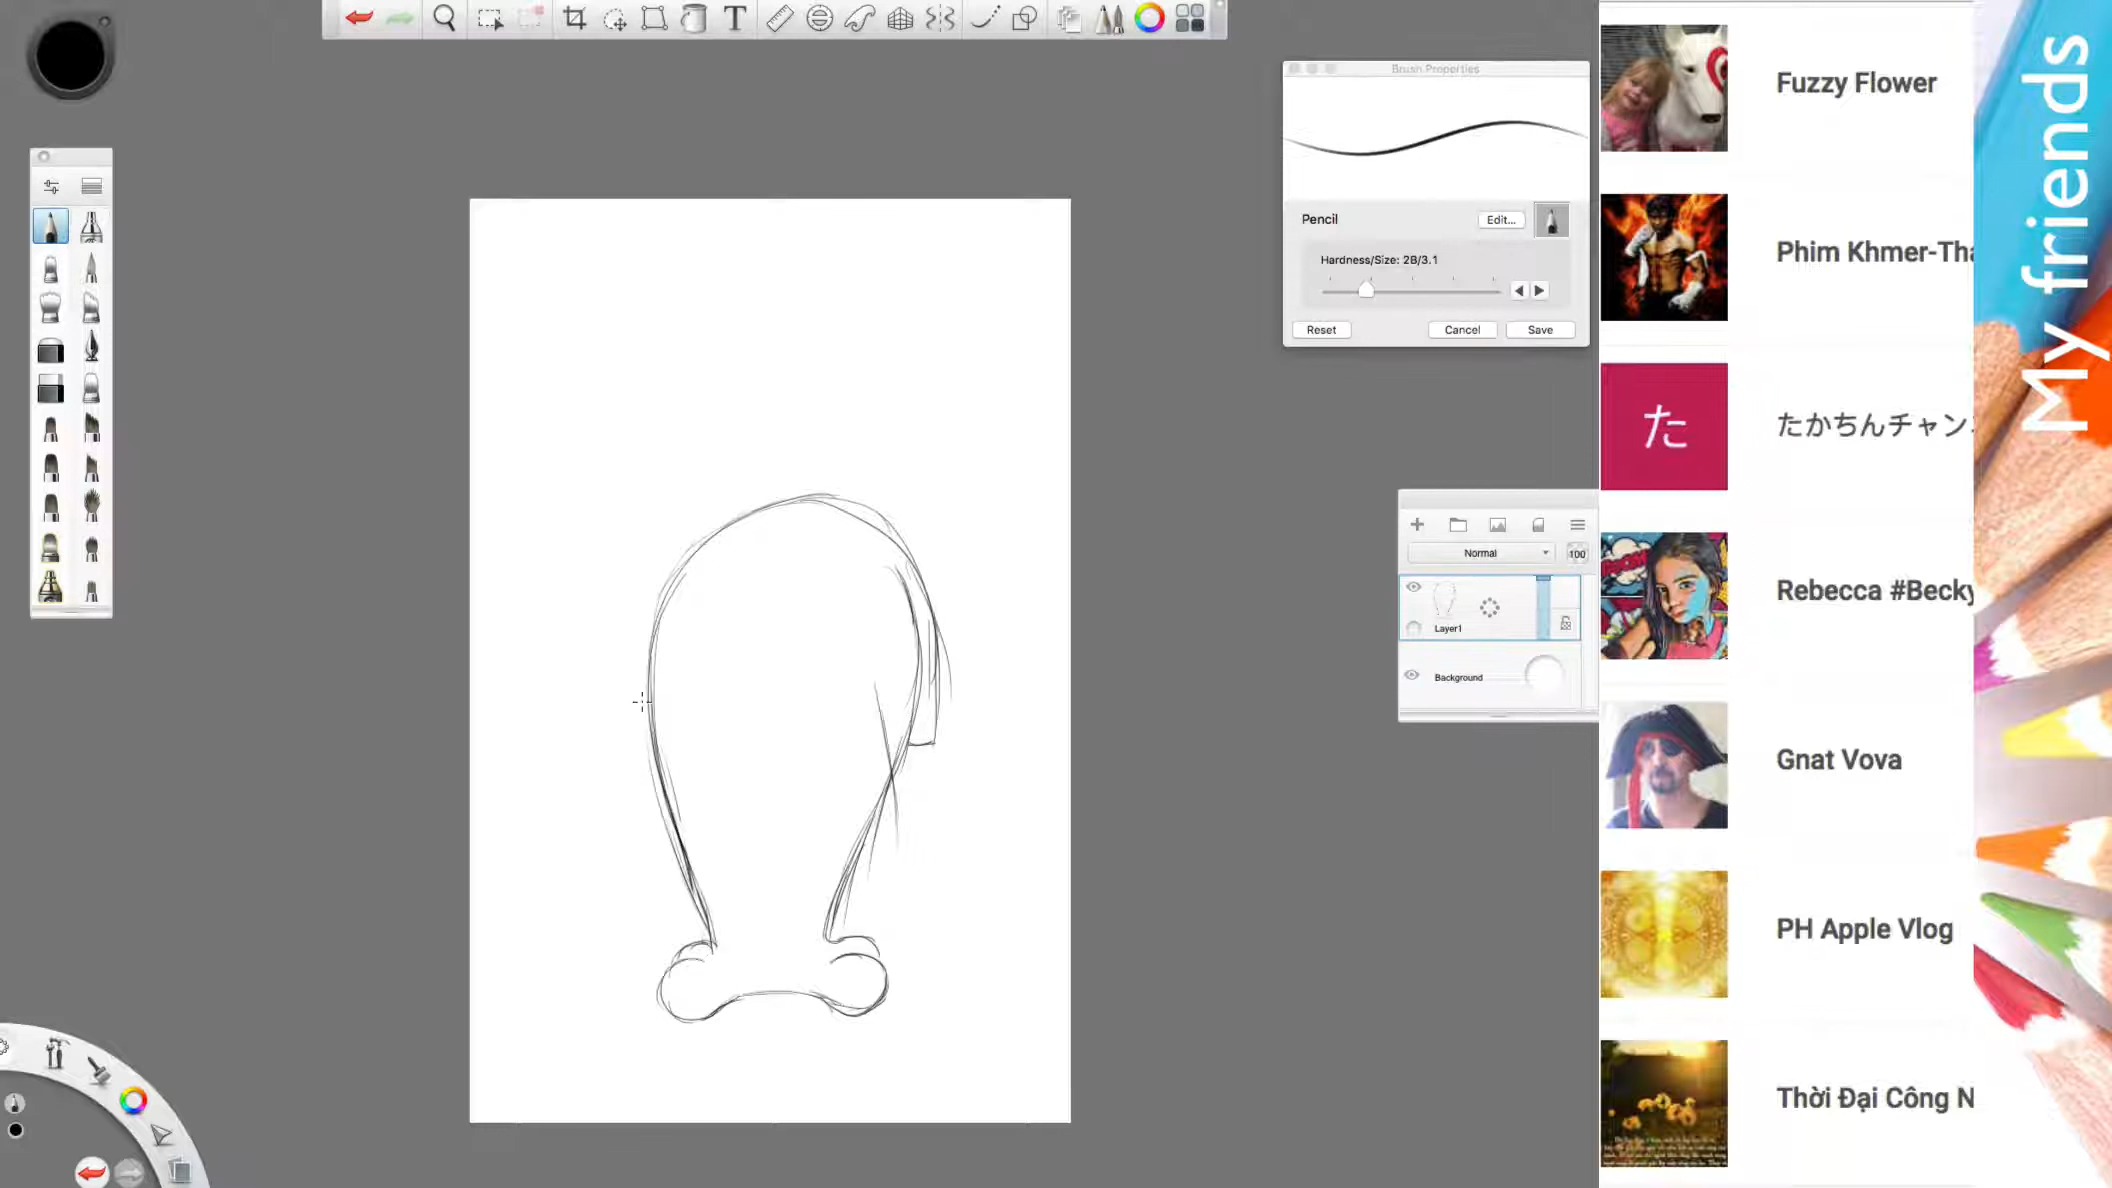 T
Brush Properties
Pencil
Edit...
Hardness/Size: 28/3.1
Reset
Cancel
Save
Normal
100
Layer1
Background
Fuzzy Flower
Phim Khmer-Tha
た
たかちんチャン
Rebecca #Becky
Gnat Vova
PH Apple Vlog
Thời Đại Công N
My friends